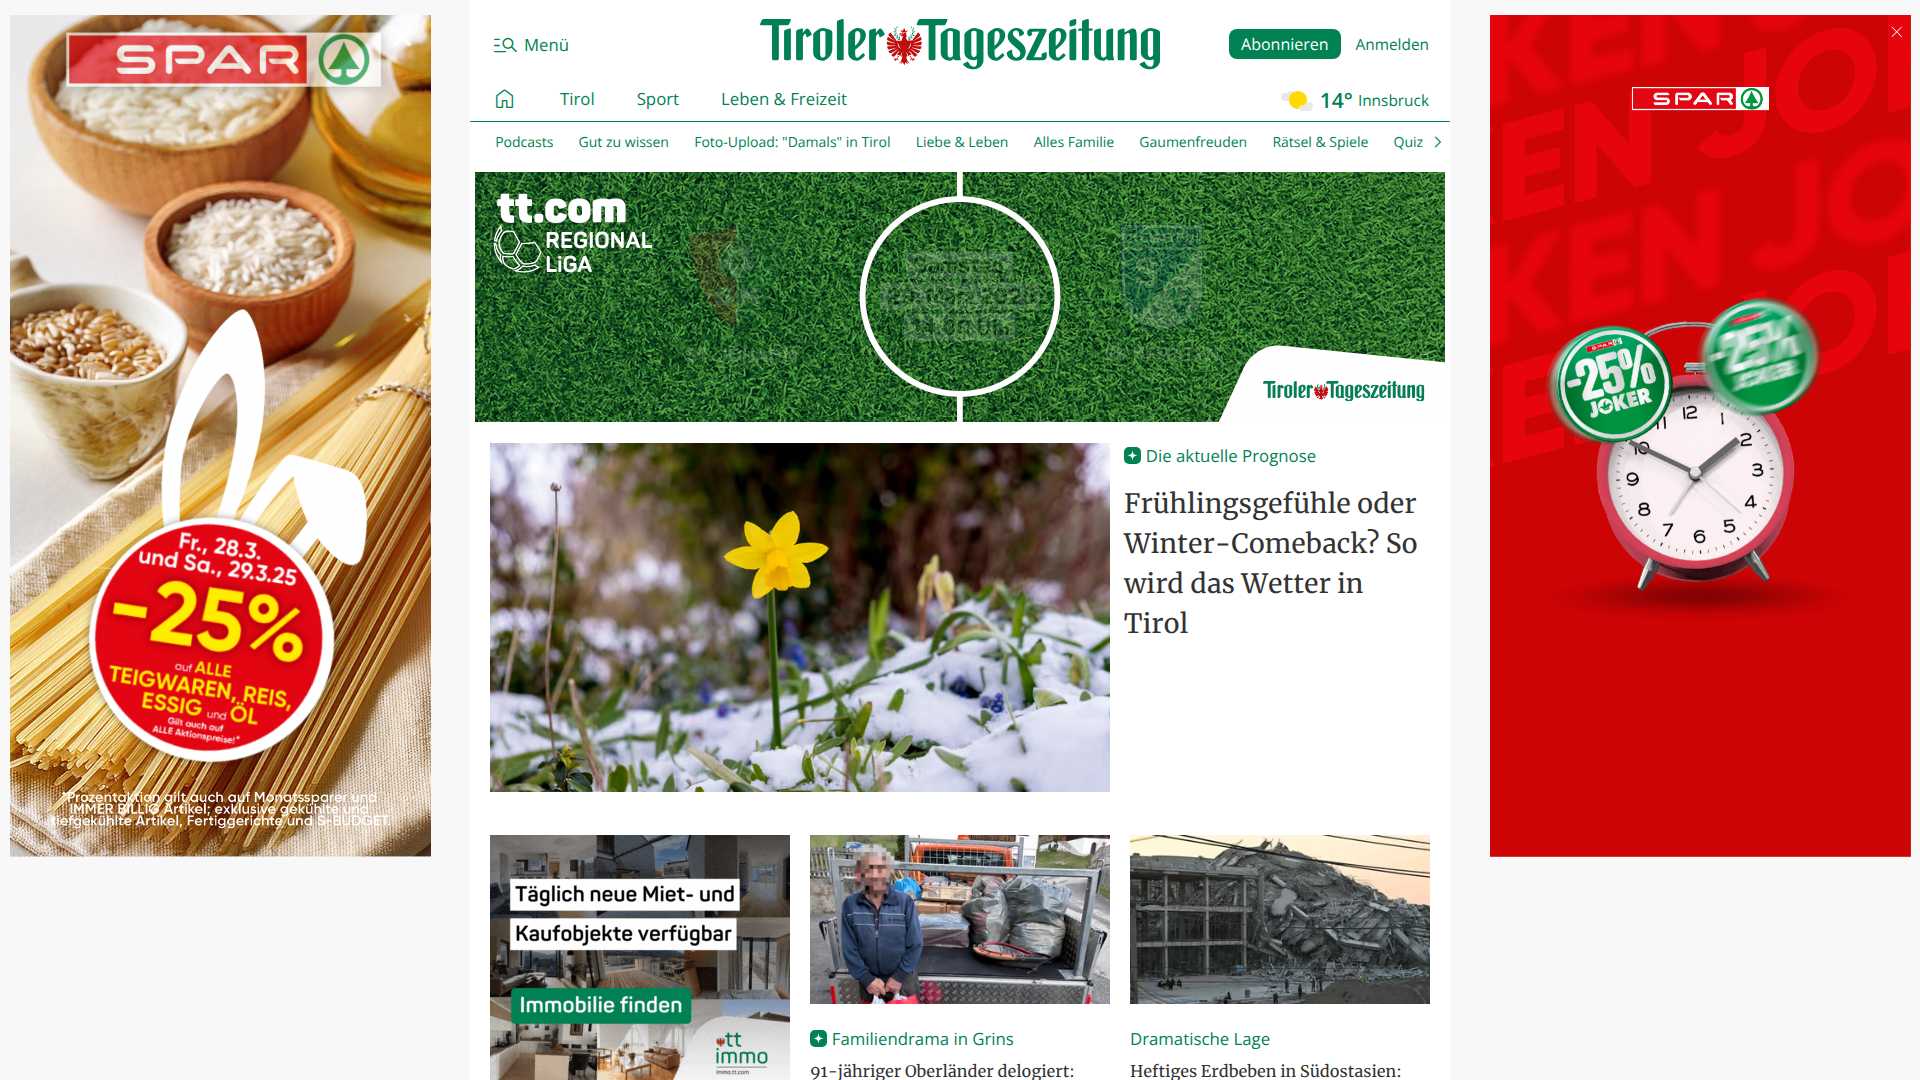 SPAR
Fr., 28.3.
und Sa., 29.3.25
-25%
auf ALLE
TEIGWAREN, REIS,
ESSIG und ÖL
Gilt auch auf
ALLE Aktionspreise!*
*Prozentaktion gilt auch auf Monatssparer und
IMMER BILLIG Artikel; exklusive gekühlte und
tiefgekühlte Artikel, Fertiggerichte und S-BUDGET.
Menü
Tiroler Tageszeitung
Abonnieren
Anmelden
Tirol
Sport
Leben & Freizeit
14° Innsbruck
Podcasts
Gut zu wissen
Foto-Upload: "Damals" in Tirol
Liebe & Leben
Alles Familie
Gaumenfreuden
Rätsel & Spiele
Quiz
tt.com
REGIONAL
LiGA
Tiroler Tageszeitung
Die aktuelle Prognose
Frühlingsgefühle oder
Winter-Comeback? So
wird das Wetter in
Tirol
Täglich neue Miet- und
Kaufobjekte verfügbar
Immobilie finden
tt
immo
immo.tt.com
Familiendrama in Grins
91-jähriger Oberländer delogiert:
Dramatische Lage
Heftiges Erdbeben in Südostasien:
SPAR
SPAR
-25%
JOKER
-25%
JOKER
12
1
2
3
4
5
6
7
8
9
10
11